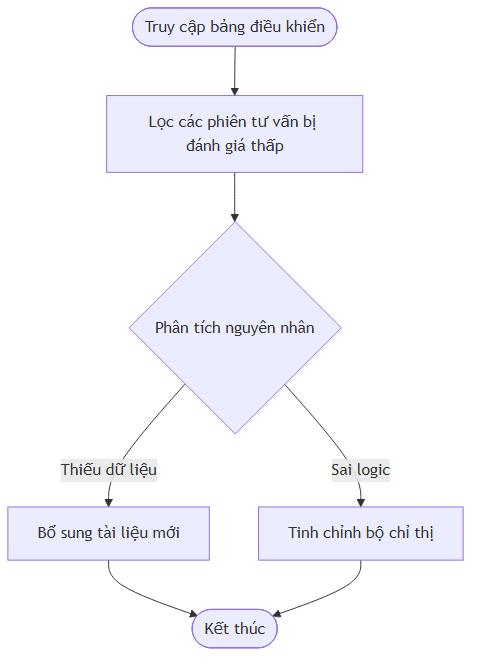 Truy cập bảng điều khiển
Lọc các phiên tư vấn bị
đánh giá thấp
Phân tích nguyên nhân
Thiếu dữ liệu
Sai logic
Bổ sung tài liệu mới
Tinh chỉnh bộ chỉ thị
Kết thúc